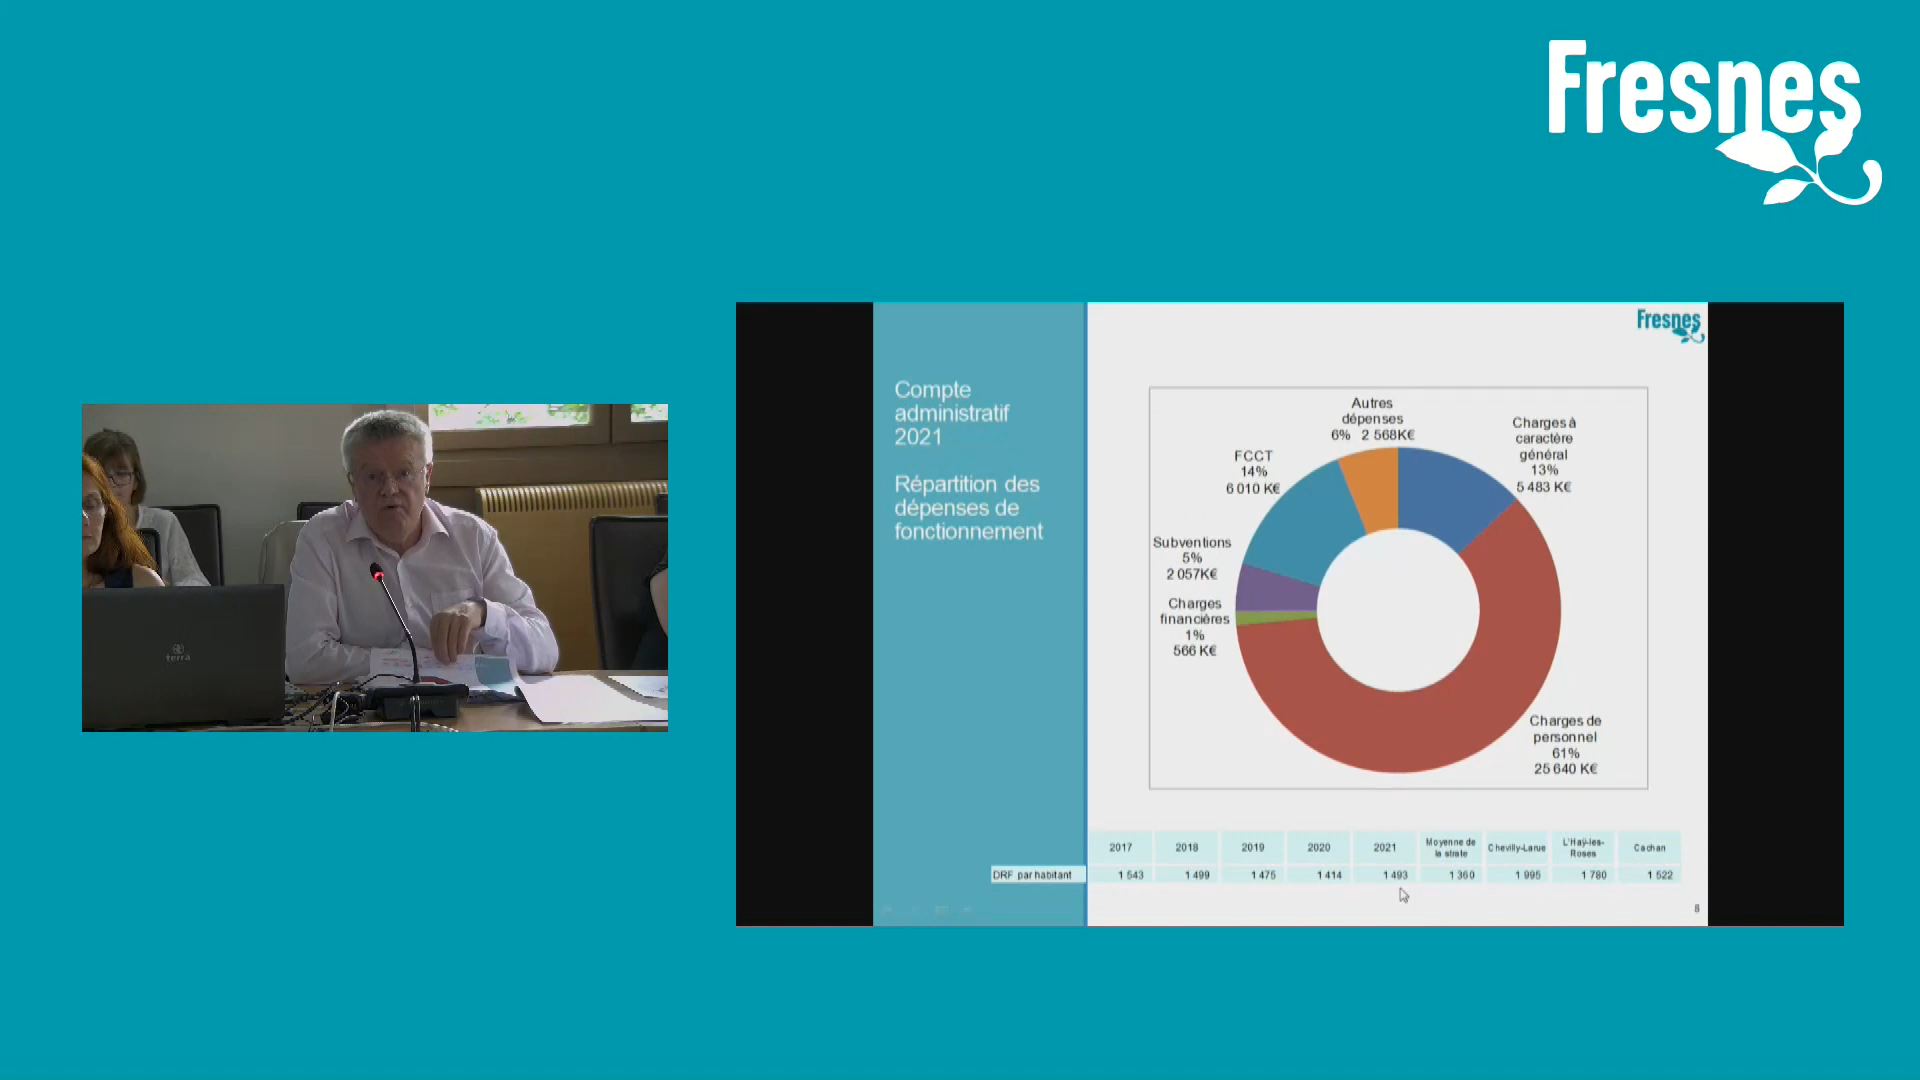 Fresnes
terra
Fresnes
Compte
administratif
2021
Répartition des
dépenses de
fonctionnement
Autres
dépenses
6% 2 568K€
Charges à
caractère
général
13%
5 483 K€
FCCT
14%
6 010 K€
Subventions
5%
2 057K€
Charges
financières
1%
566 K€
Charges de
personnel
61%
25 640 K€
2017 2018 2019 2020 2021 Moyenne de la strate Chevilly-Larue L'Haÿ-les-Roses Cachan
DRF par habitant 1 543 1 499 1 475 1 414 1 493 1 360 1 995 1 780 1 522
8